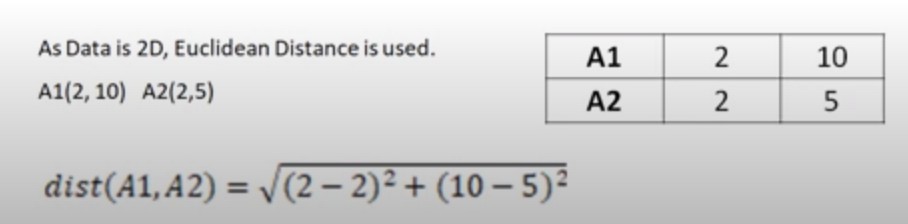 As Data is 2D, Euclidean Distance is used.
A1(2, 10) A2(2,5)
A1 2 10
A2 2 5
dist(A1, A2) = √(2 – 2)² + (10 – 5)²